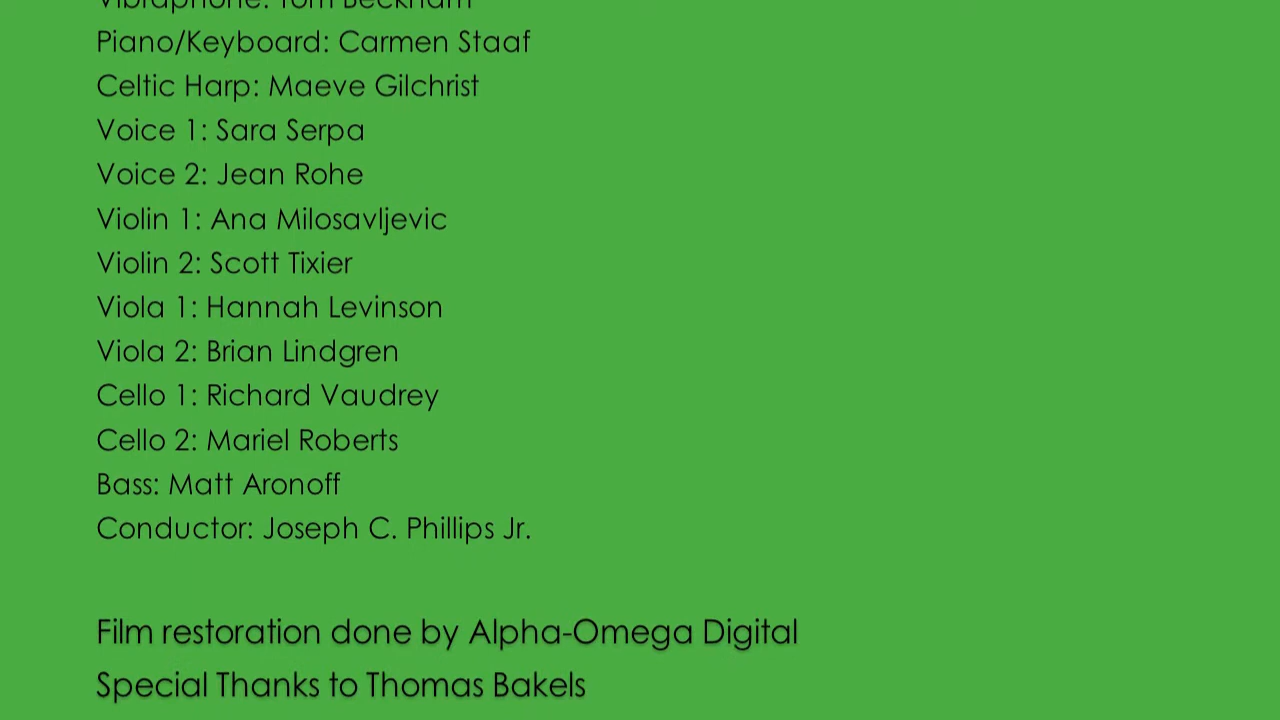 Vibraphone: Tom Beckham
Piano/Keyboard: Carmen Staaf
Celtic Harp: Maeve Gilchrist
Voice 1: Sara Serpa
Voice 2: Jean Rohe
Violin 1: Ana Milosavljevic
Violin 2: Scott Tixier
Viola 1: Hannah Levinson
Viola 2: Brian Lindgren
Cello 1: Richard Vaudrey
Cello 2: Mariel Roberts
Bass: Matt Aronoff
Conductor: Joseph C. Phillips Jr.
Film restoration done by Alpha-Omega Digital
Special Thanks to Thomas Bakels